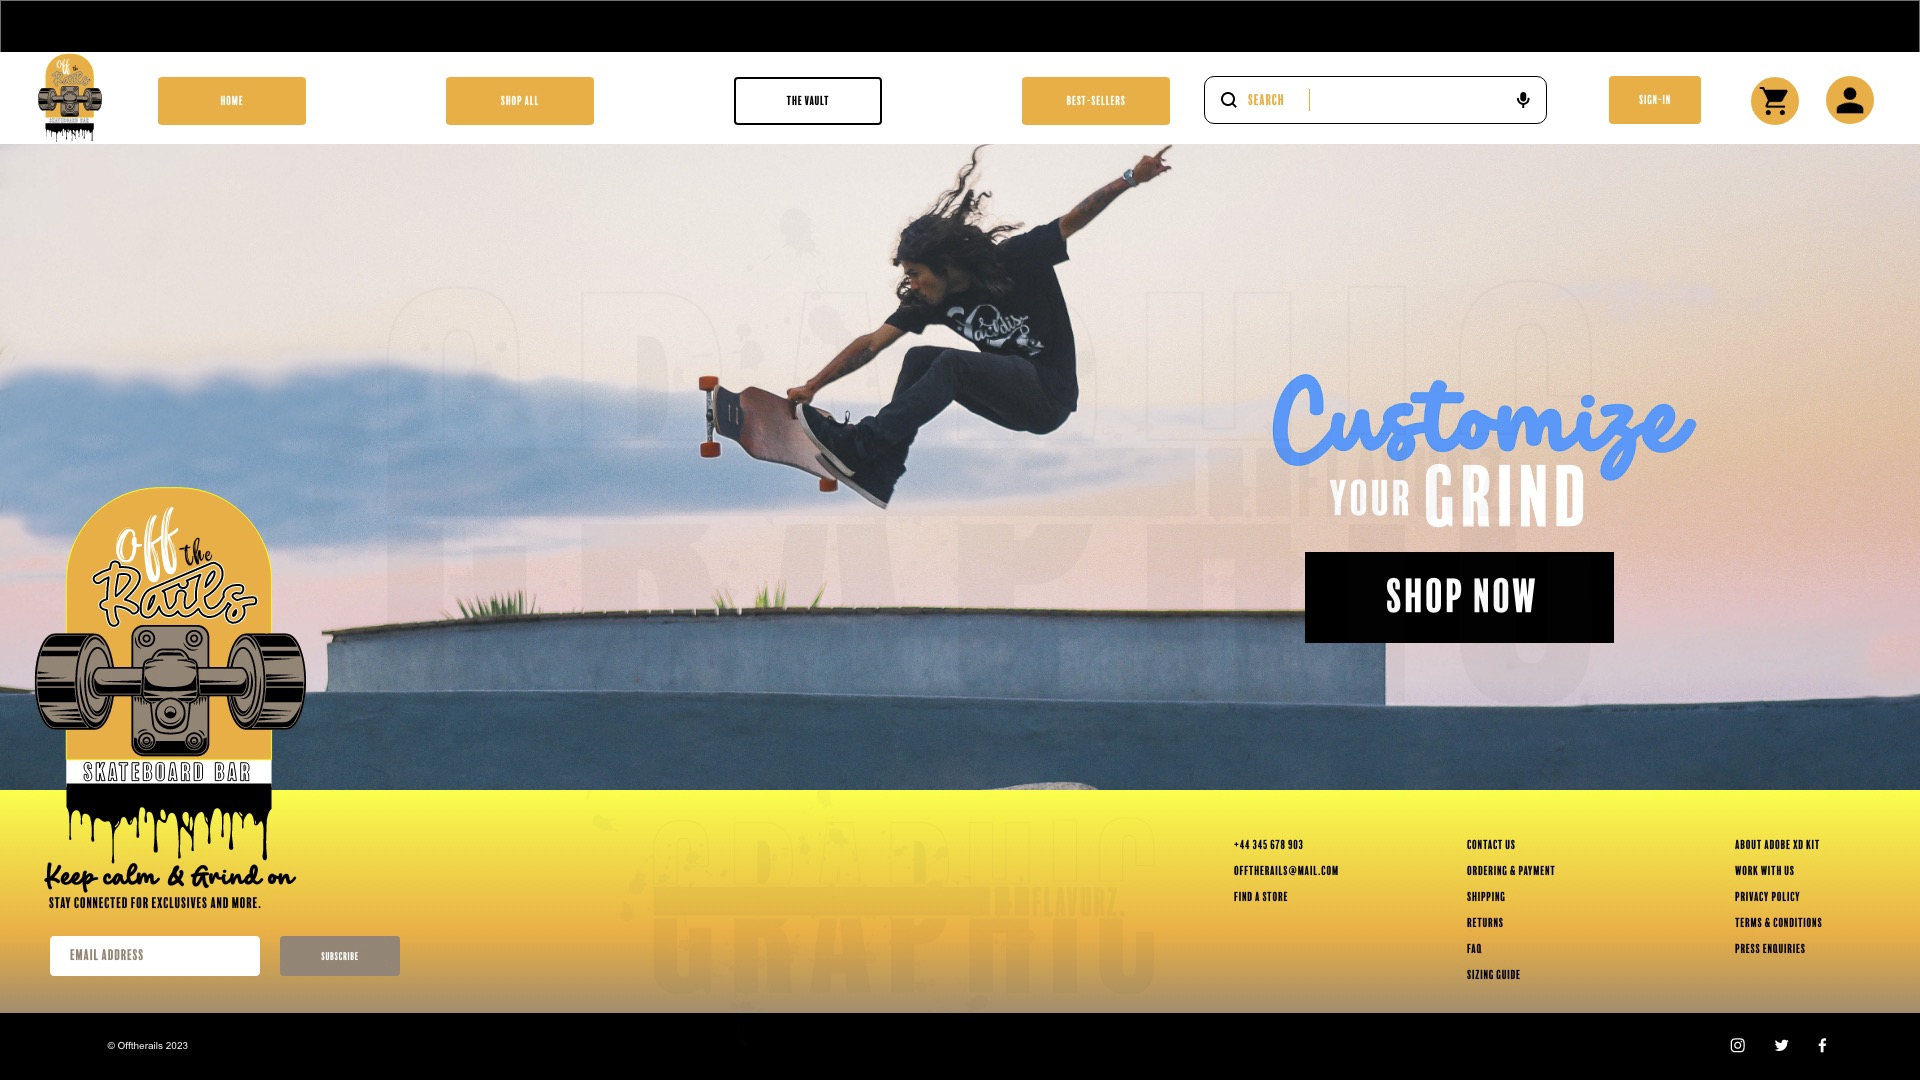 Off the
Rails
SKATEBOARD BAR
HOME
SHOP ALL
THE VAULT
BEST-SELLERS
SEARCH
SIGN-IN
Customize
YOUR GRIND
SHOP NOW
Off the
Rails
SKATEBOARD BAR
Keep calm & Grind on
STAY CONNECTED FOR EXCLUSIVES AND MORE.
EMAIL ADDRESS
SUBSCRIBE
GRAPHIC
FLAVURZ.
GRAPHIC
+44 345 678 903
OFFTHERAILS@MAIL.COM
FIND A STORE
CONTACT US
ORDERING & PAYMENT
SHIPPING
RETURNS
FAQ
SIZING GUIDE
ABOUT ADOBE XD KIT
WORK WITH US
PRIVACY POLICY
TERMS & CONDITIONS
PRESS ENQUIRIES
© Offtherails 2023